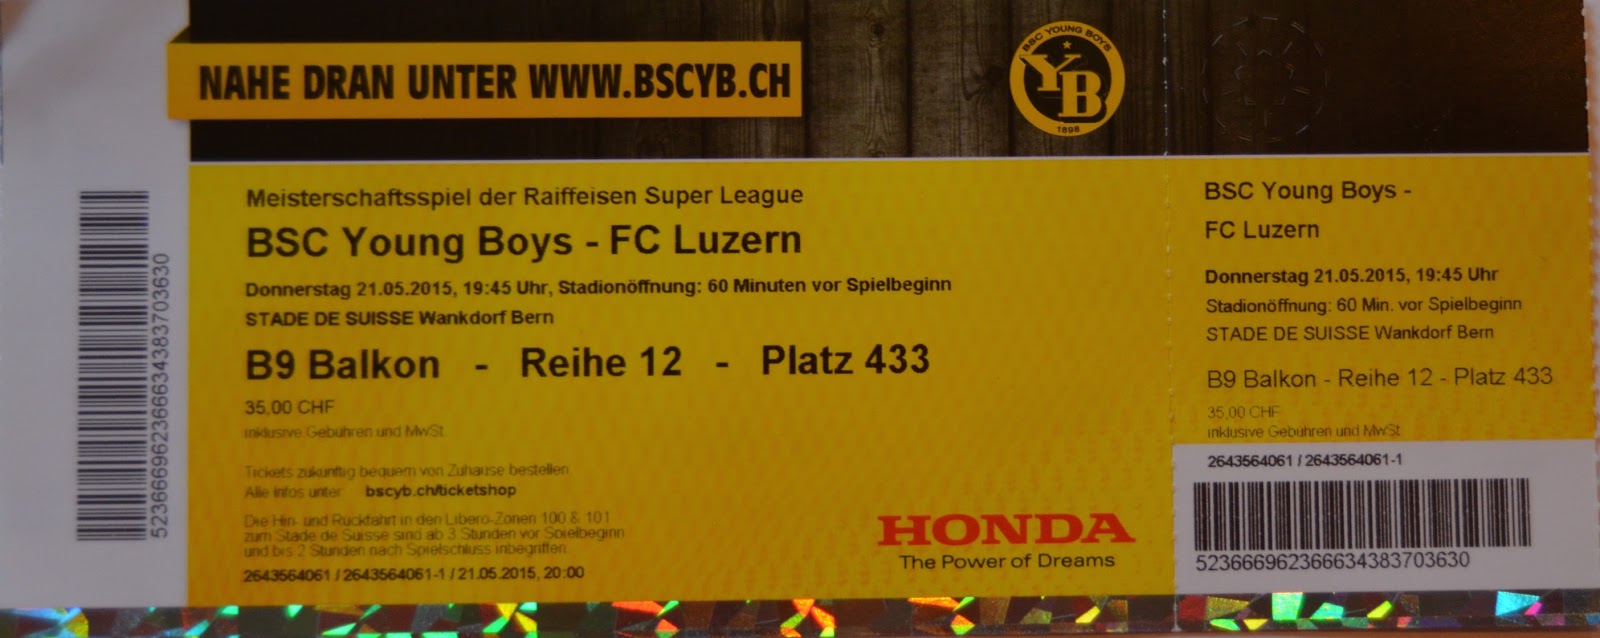 NAHE DRAN UNTER WWW.BSCYB.CH
BSC YOUNG BOYS
YB
1898
Meisterschaftsspiel der Raiffeisen Super League
BSC Young Boys - FC Luzern
Donnerstag 21.05.2015, 19:45 Uhr, Stadionöffnung: 60 Minuten vor Spielbeginn
STADE DE SUISSE Wankdorf Bern
B9 Balkon - Reihe 12 - Platz 433
35,00 CHF
inklusive Gebühren und MwSt
Tickets zukünftig bequem von Zuhause bestellen
Alle Infos unter bscyb.ch/ticketshop
Die Hin- und Rückfahrt in den Libero-Zonen 100 & 101
zum Stade de Suisse sind ab 3 Stunden vor Spielbeginn
und bis 2 Stunden nach Spielschluss inbegriffen.
2643564061 / 2643564061-1 / 21.05.2015, 20:00
HONDA
The Power of Dreams
523666962366634383703630
BSC Young Boys -
FC Luzern
Donnerstag 21.05.2015, 19:45 Uhr
Stadionöffnung: 60 Min. vor Spielbeginn
STADE DE SUISSE Wankdorf Bern
B9 Balkon - Reihe 12 - Platz 433
35,00 CHF
inklusive Gebühren und MwSt
2643564061 / 2643564061-1
523666962366634383703630